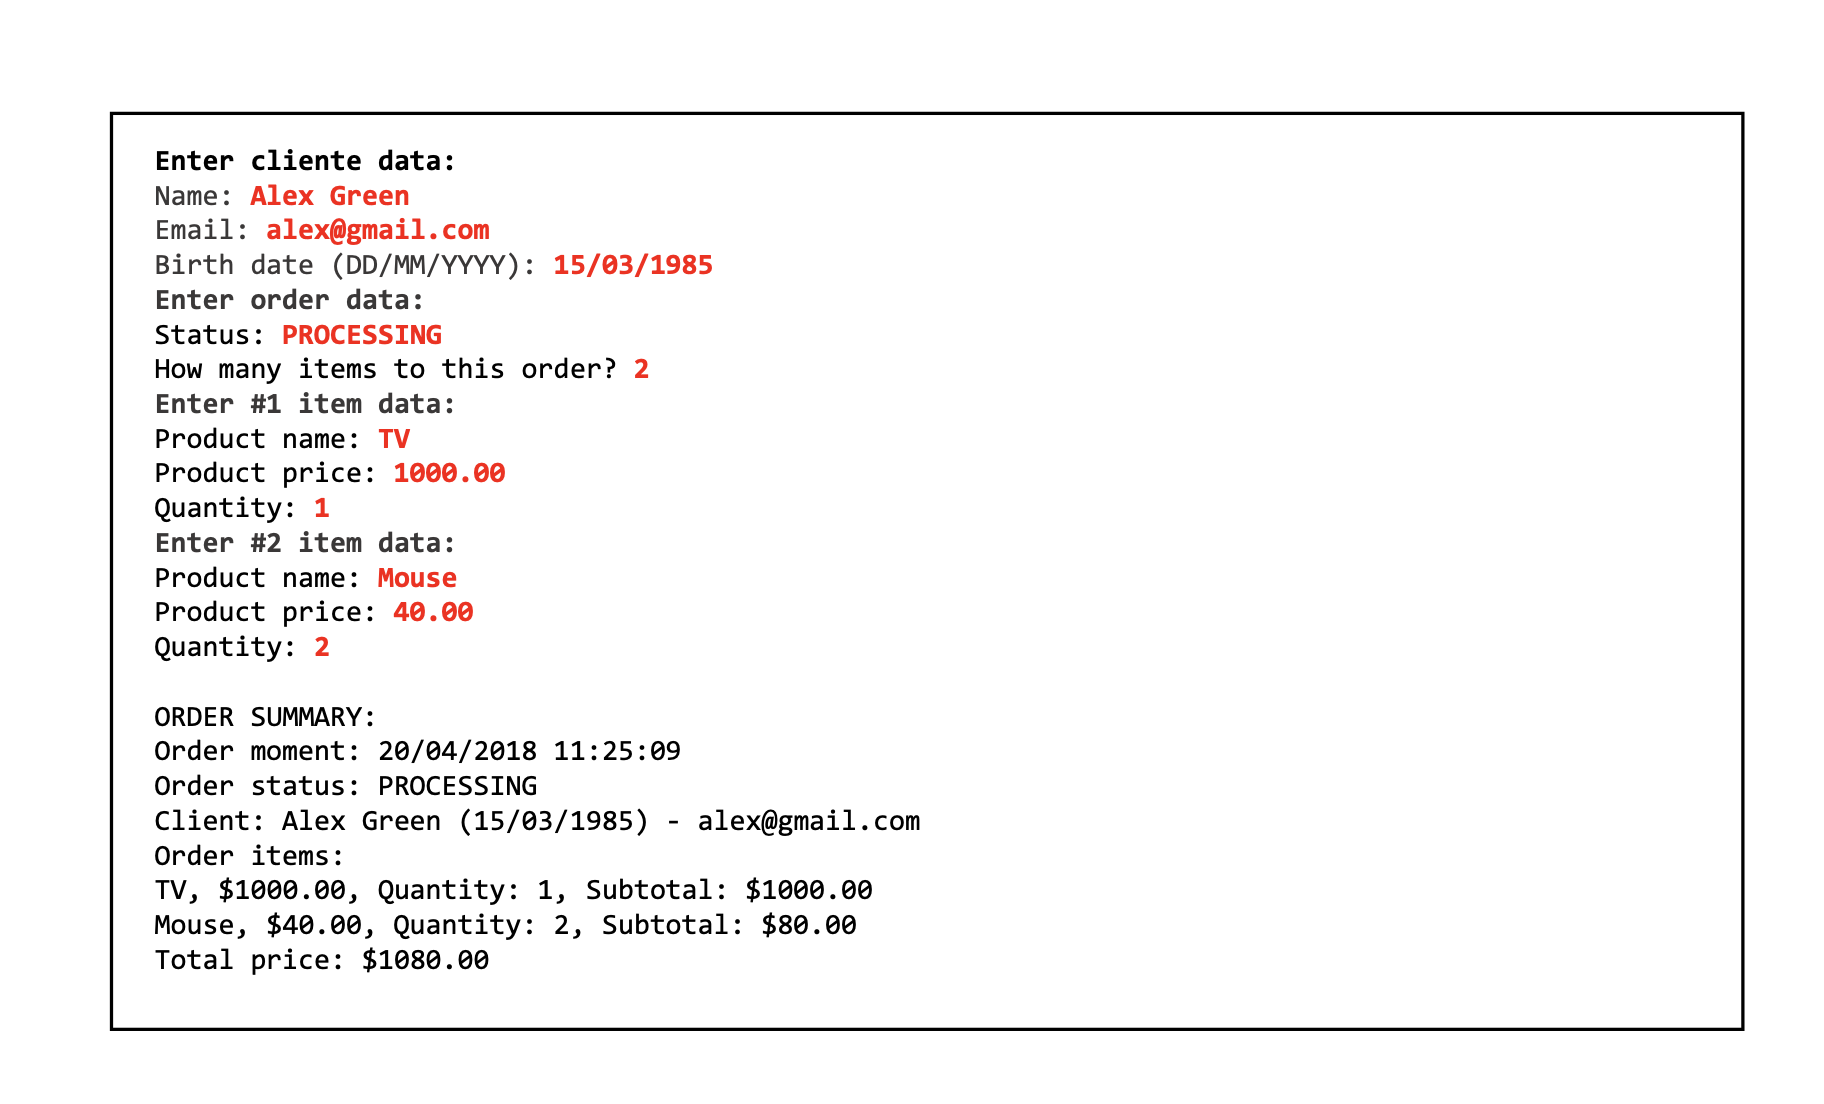 Enter cliente data:
Name: Alex Green
Email: alex@gmail.com
Birth date (DD/MM/YYYY): 15/03/1985
Enter order data:
Status: PROCESSING
How many items to this order? 2
Enter #1 item data:
Product name: TV
Product price: 1000.00
Quantity: 1
Enter #2 item data:
Product name: Mouse
Product price: 40.00
Quantity: 2
ORDER SUMMARY:
Order moment: 20/04/2018 11:25:09
Order status: PROCESSING
Client: Alex Green (15/03/1985) - alex@gmail.com
Order items:
TV, $1000.00, Quantity: 1, Subtotal: $1000.00
Mouse, $40.00, Quantity: 2, Subtotal: $80.00
Total price: $1080.00